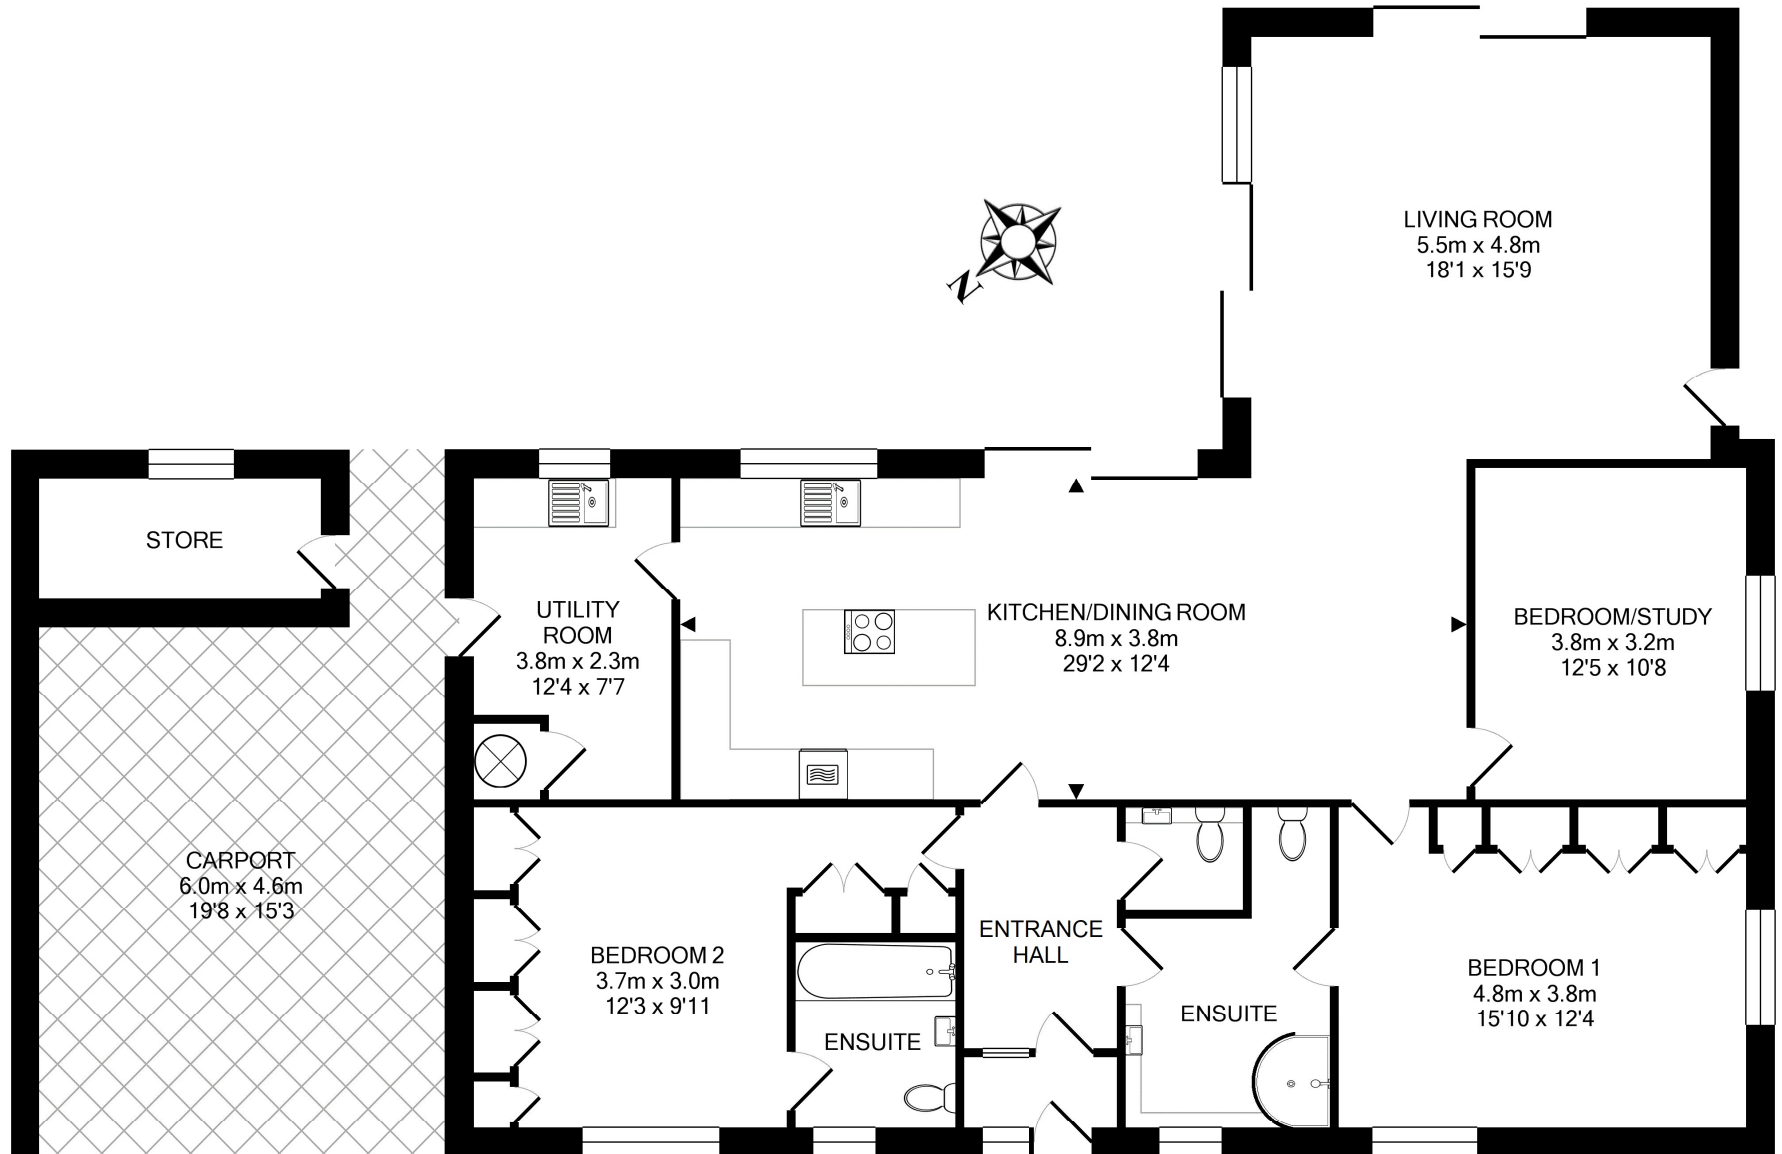 LIVING ROOM
5.5m x 4.8m
18'1 x 15'9
N
STORE
UTILITY
ROOM
3.8m x 2.3m
12'4 x 7'7
KITCHEN/DINING ROOM
8.9m x 3.8m
29'2 x 12'4
BEDROOM/STUDY
3.8m x 3.2m
12'5 x 10'8
CARPORT
6.0m x 4.6m
19'8 x 15'3
BEDROOM 2
3.7m x 3.0m
12'3 x 9'11
ENSUITE
ENTRANCE
HALL
ENSUITE
BEDROOM 1
4.8m x 3.8m
15'10 x 12'4